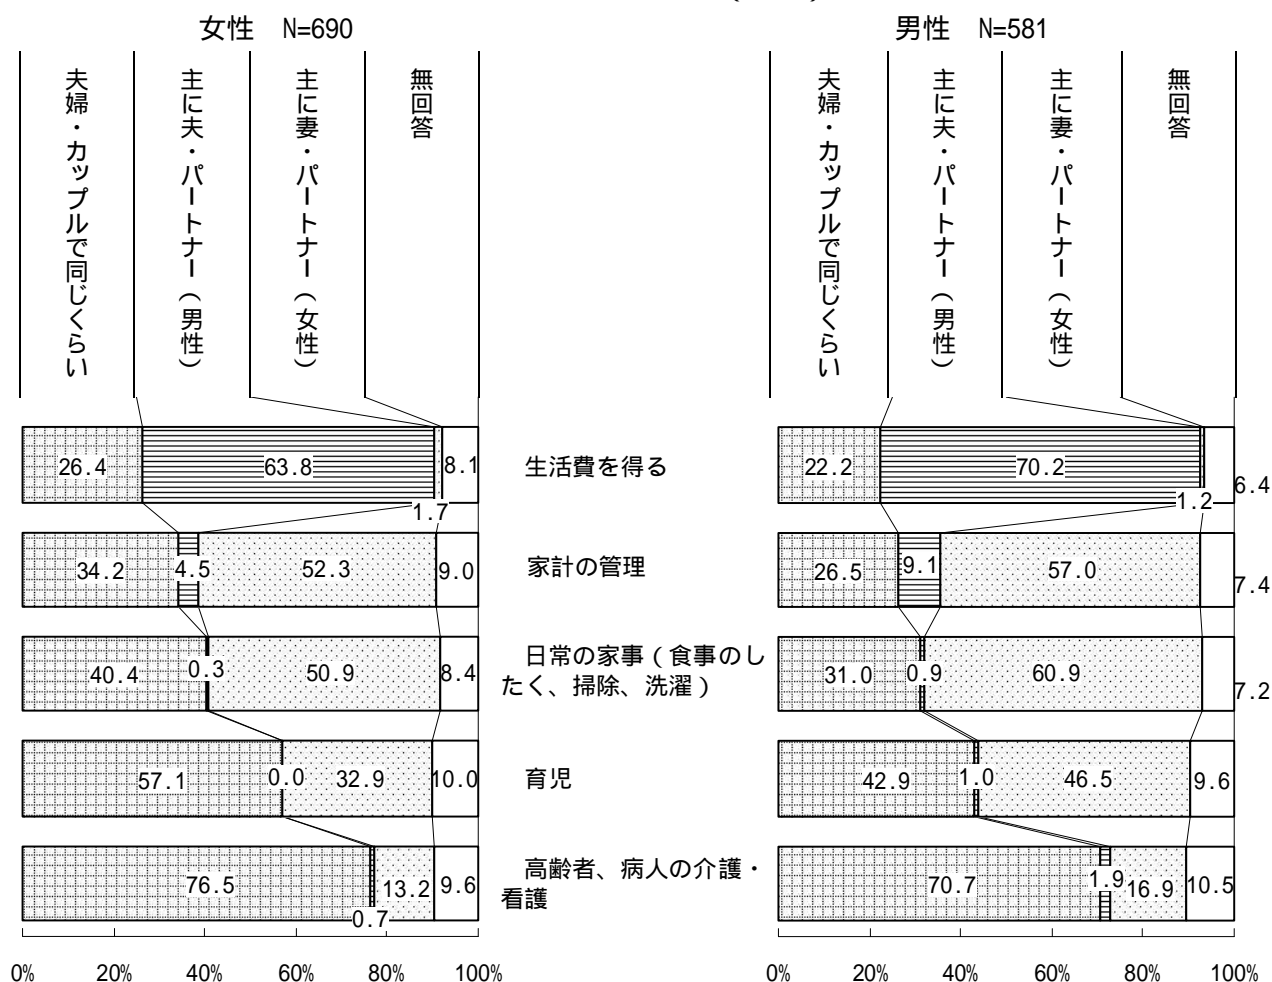 女性 N=690
男性 N=581
夫婦・カップルで同じくらい
主に夫・パートナー(男性)
主に妻・パートナー(女性)
無回答
夫婦・カップルで同じくらい
主に夫・パートナー(男性)
主に妻・パートナー(女性)
無回答
26.4 63.8 1.7 8.1
生活費を得る
22.2 70.2 1.2 6.4
34.2 4.5 52.3 9.0
家計の管理
26.5 9.1 57.0 7.4
40.4 0.3 50.9 8.4
日常の家事(食事のし
たく、掃除、洗濯)
31.0 0.9 60.9 7.2
57.1 0.0 32.9 10.0
育児
42.9 1.0 46.5 9.6
76.5 0.7 13.2 9.6
高齢者、病人の介護・
看護
70.7 1.9 16.9 10.5
0% 20% 40% 60% 80% 100%
0% 20% 40% 60% 80% 100%